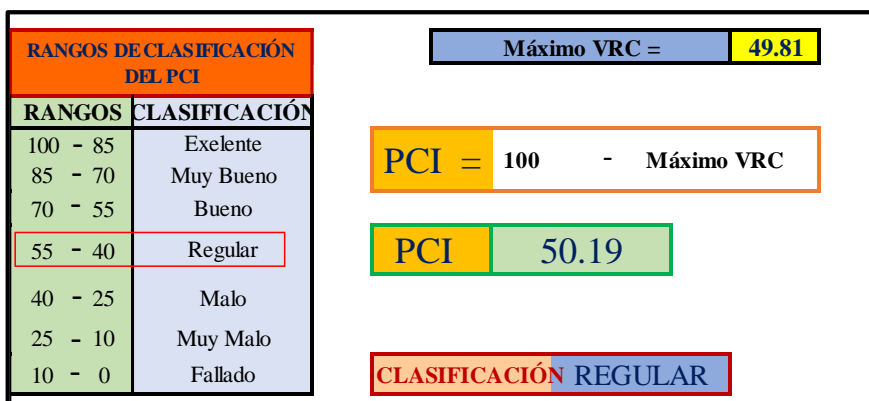 RANGOS DE CLASIFICACIÓN
DEL PCI
RANGOS CLASIFICACIÓN
100 - 85 Exelente
85 - 70 Muy Bueno
70 - 55 Bueno
55 - 40 Regular
40 - 25 Malo
25 - 10 Muy Malo
10 - 0 Fallado
Máximo VRC = 49.81
PCI = 100 - Máximo VRC
PCI 50.19
CLASIFICACIÓN REGULAR